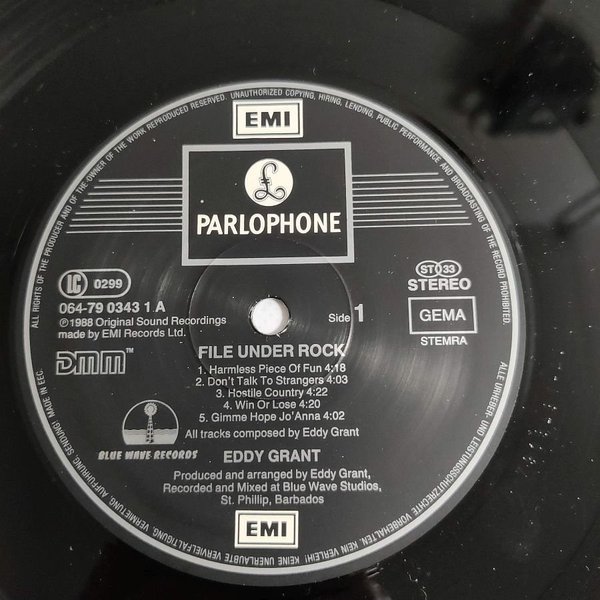 ALL RIGHTS OF THE PRODUCER AND OF THE OWNER OF THE WORK REPRODUCED RESERVED. UNAUTHORIZED COPYING, HIRING, LENDING, PUBLIC PERFORMANCE AND BROADCASTING OF THE RECORD PROHIBITED.
EMI
£
PARLOPHONE
LC 0299
064-79 0343 1 A
℗1988 Original Sound Recordings
made by EMI Records Ltd.
DMM™
Side 1
ST 33
STEREO
GEMA
STEMRA
FILE UNDER ROCK
1. Harmless Piece Of Fun 4:18
2. Don't Talk To Strangers 4:03
3. Hostile Country 4:22
4. Win Or Lose 4:20
5. Gimme Hope Jo'Anna 4:02
All tracks composed by Eddy Grant
BLUE WAVE RECORDS
EDDY GRANT
Produced and arranged by Eddy Grant,
Recorded and Mixed at Blue Wave Studios,
St. Phillip, Barbados
EMI
ALLE URHEBER- UND LEISTUNGSSCHUTZRECHTE VORBEHALTEN. KEIN VERLEIH! KEINE UNERLAUBTE VERVIELFÄLTIGUNG, VERMIETUNG, AUFFÜHRUNG, SENDUNG! MADE IN EEC.